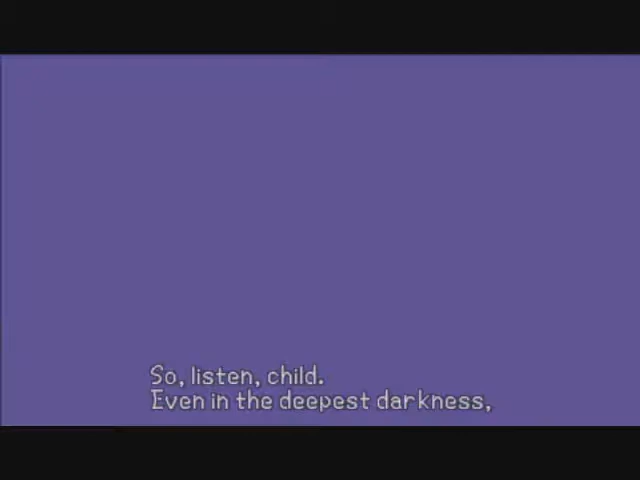 So, listen, child.
Even in the deepest darkness,